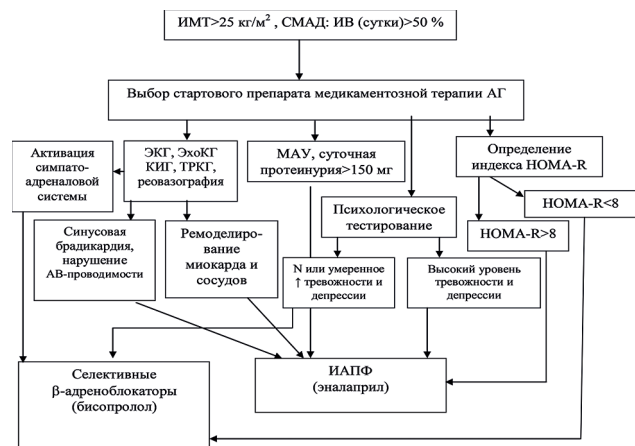 ИМТ>25 кг/м² , СМАД: ИВ (сутки)>50 %
Выбор стартового препарата медикаментозной терапии АГ
Активация
симпато-
адреналовой
системы
ЭКГ, ЭхоКГ
КИГ, ТРКГ,
реовазография
МАУ, суточная
протеинурия>150 мг
Определение
индекса HOMA-R
Психологическое
тестирование
HOMA-R<8
HOMA-R>8
Синусовая
брадикардия,
нарушение
АВ-проводимости
Ремоделиро-
вание
миокарда и
сосудов
N или умеренное
↑ тревожности и
депрессии
Высокий уровень
тревожности и
депрессии
Селективные
β-адреноблокаторы
(бисопролол)
ИАПФ
(эналаприл)